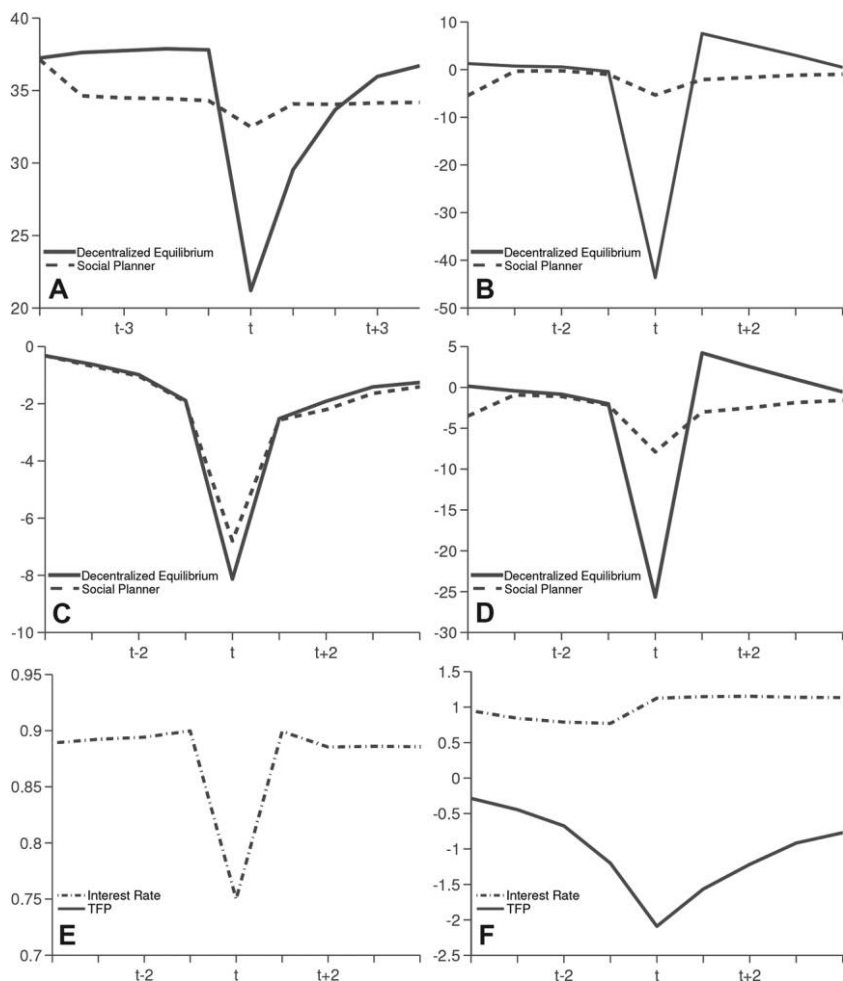 40
35
30
25
20
Decentralized Equilibrium
Social Planner
A
t-3
t
t+3
10
0
-10
-20
-30
-40
-50
Decentralized Equilibrium
Social Planner
B
t-2
t
t+2
0
-2
-4
-6
-8
-10
Decentralized Equilibrium
Social Planner
C
t-2
t
t+2
5
0
-5
-10
-15
-20
-25
-30
Decentralized Equilibrium
Social Planner
D
t-2
t
t+2
0.95
0.9
0.85
0.8
0.75
0.7
Interest Rate
TFP
E
t-2
t
t+2
1.5
1
0.5
0
-0.5
-1
-1.5
-2
-2.5
Interest Rate
TFP
F
t-2
t
t+2